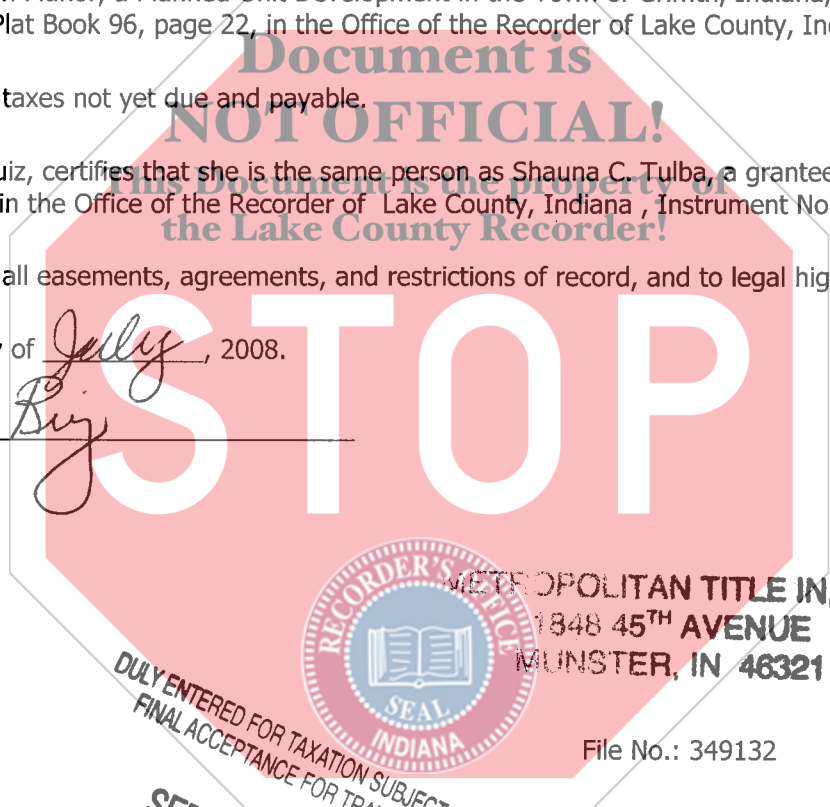 Plat Book 96, page 22, in the Office of the Recorder of Lake County,
Document is
taxes not yet due and payable.
NOT OFFICIAL!
certifies that she is the same person as Shauna C. Tulba, a grantee
This Document is the property of
in the Office of the Recorder of Lake County, Indiana , Instrument No
the Lake County Recorder!
all easements, agreements, and restrictions of record, and to legal
of July, 2008.
STOP
RECORDER'S OFFICE
SEAL
INDIANA
METROPOLITAN TITLE IN,
1848 45TH AVENUE
MUNSTER, IN 46321
DULY ENTERED FOR TAXATION SUBJECT
FINAL ACCEPTANCE FOR
File No.: 349132